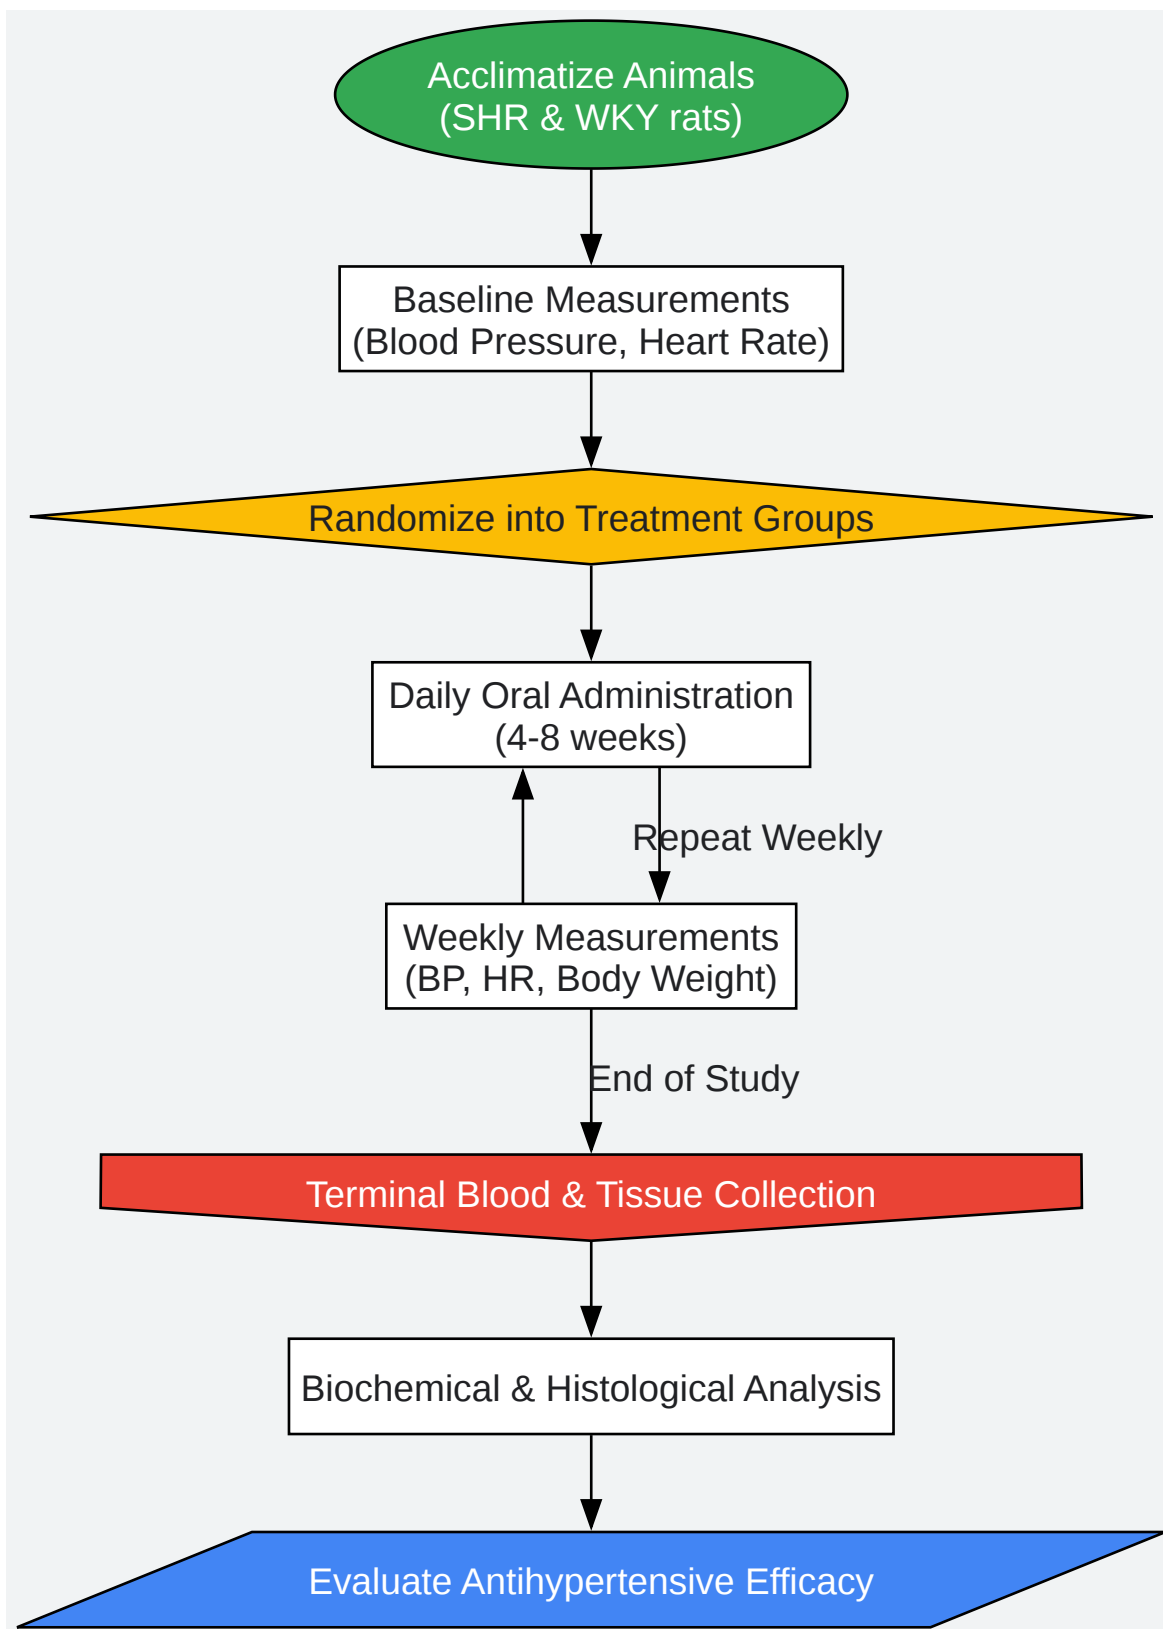 Acclimatize Animals
(SHR & WKY rats)
Baseline Measurements
(Blood Pressure, Heart Rate)
Randomize into Treatment Groups
Daily Oral Administration
(4-8 weeks)
Repeat Weekly
Weekly Measurements
(BP, HR, Body Weight)
End of Study
Terminal Blood & Tissue Collection
Biochemical & Histological Analysis
Evaluate Antihypertensive Efficacy